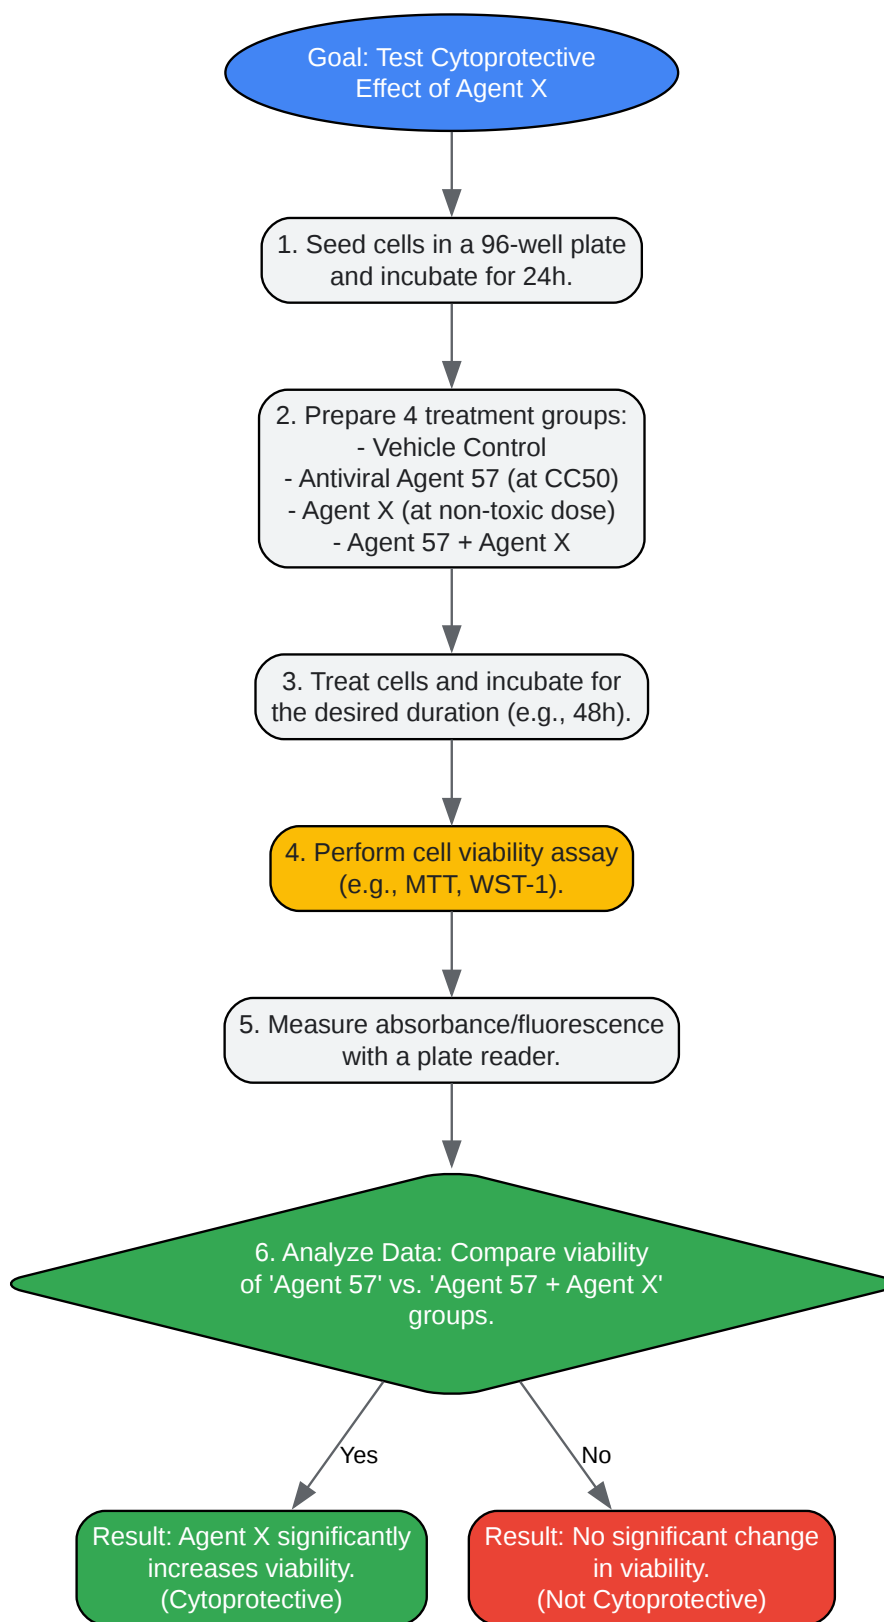 Goal: Test Cytoprotective
Effect of Agent X
1. Seed cells in a 96-well plate
and incubate for 24h.
2. Prepare 4 treatment groups:
- Vehicle Control
- Antiviral Agent 57 (at CC50)
- Agent X (at non-toxic dose)
- Agent 57 + Agent X
3. Treat cells and incubate for
the desired duration (e.g., 48h).
4. Perform cell viability assay
(e.g., MTT, WST-1).
5. Measure absorbance/fluorescence
with a plate reader.
6. Analyze Data: Compare viability
of 'Agent 57' vs. 'Agent 57 + Agent X'
groups.
Yes
No
Result: Agent X significantly
increases viability.
(Cytoprotective)
Result: No significant change
in viability.
(Not Cytoprotective)